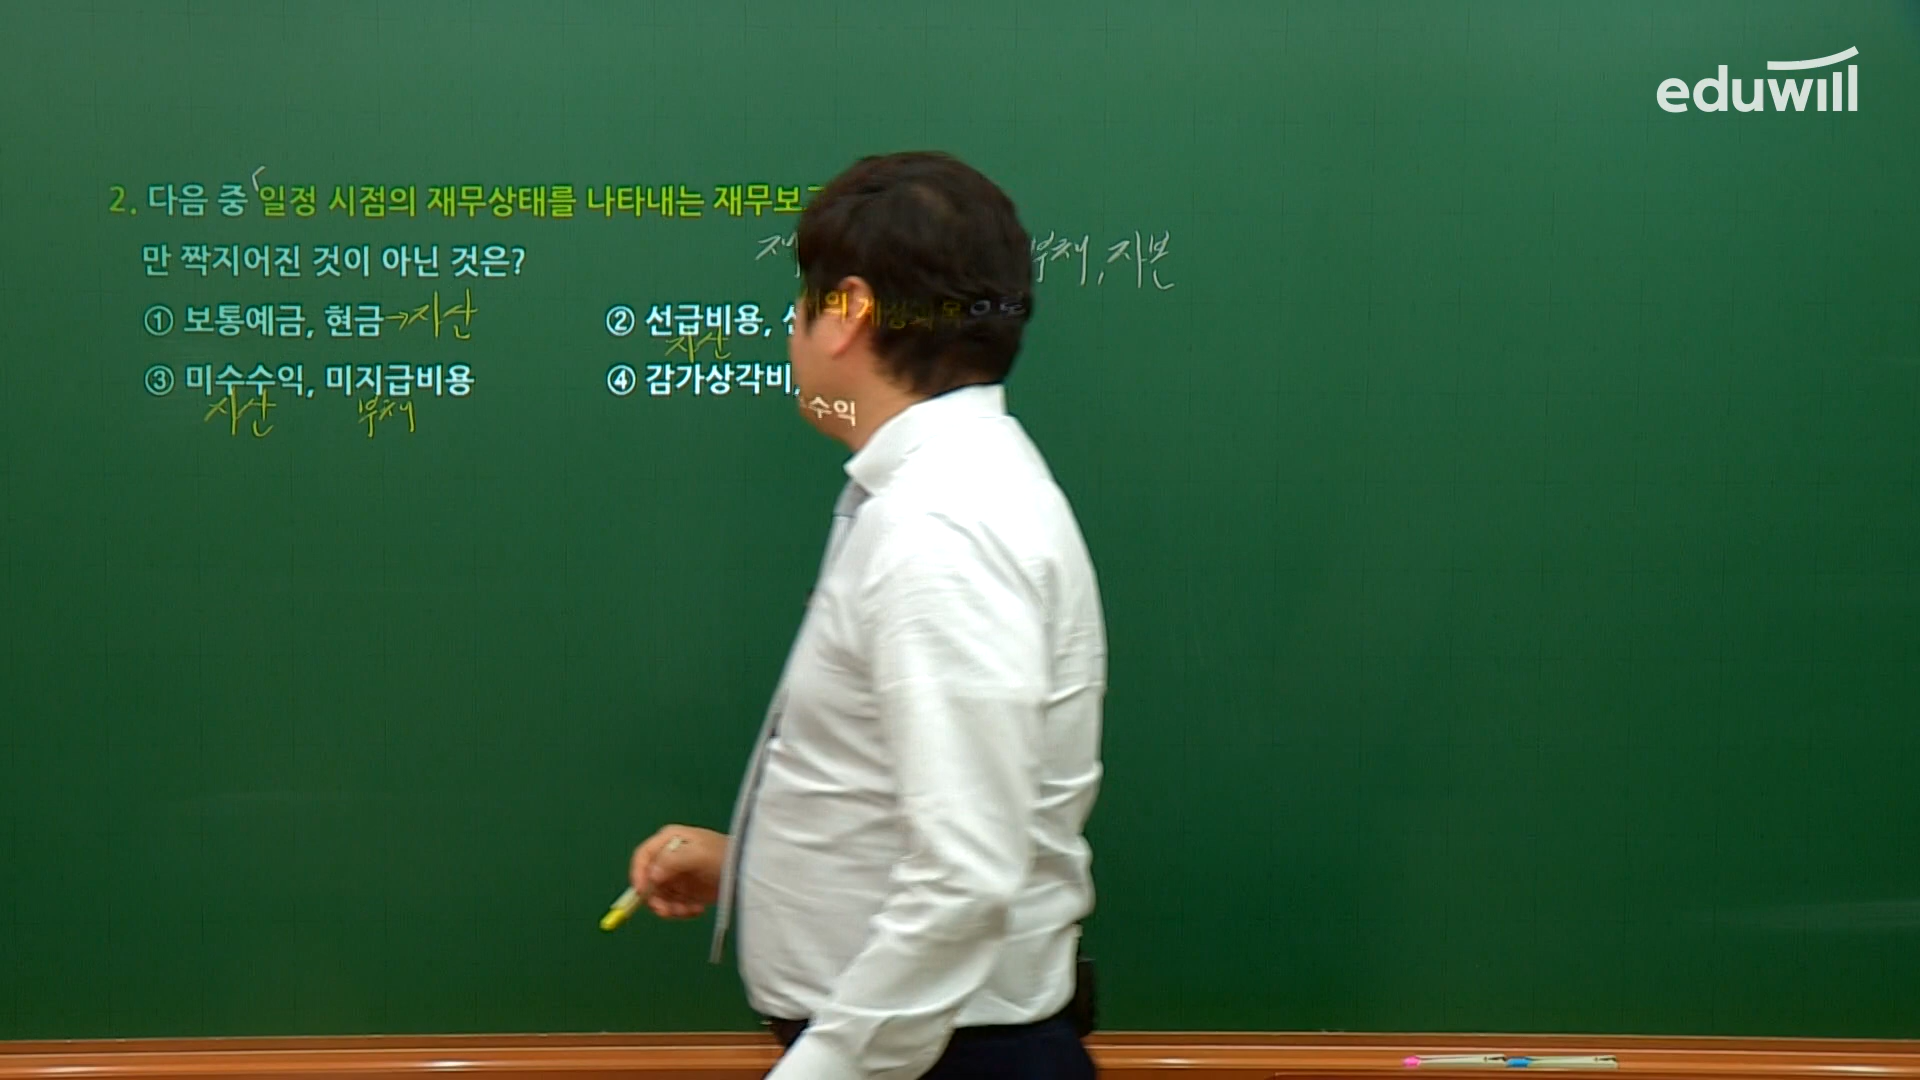 eduwill
2. 다음 중 일정 시점의 재무상태를 나타내는 재무보
만 짝지어진 것이 아닌 것은?
부채, 자본
① 보통예금, 현금→자산
② 선급비용,
자산
③ 미수수익, 미지급비용
④ 감가상각비,
수익
자산 부채